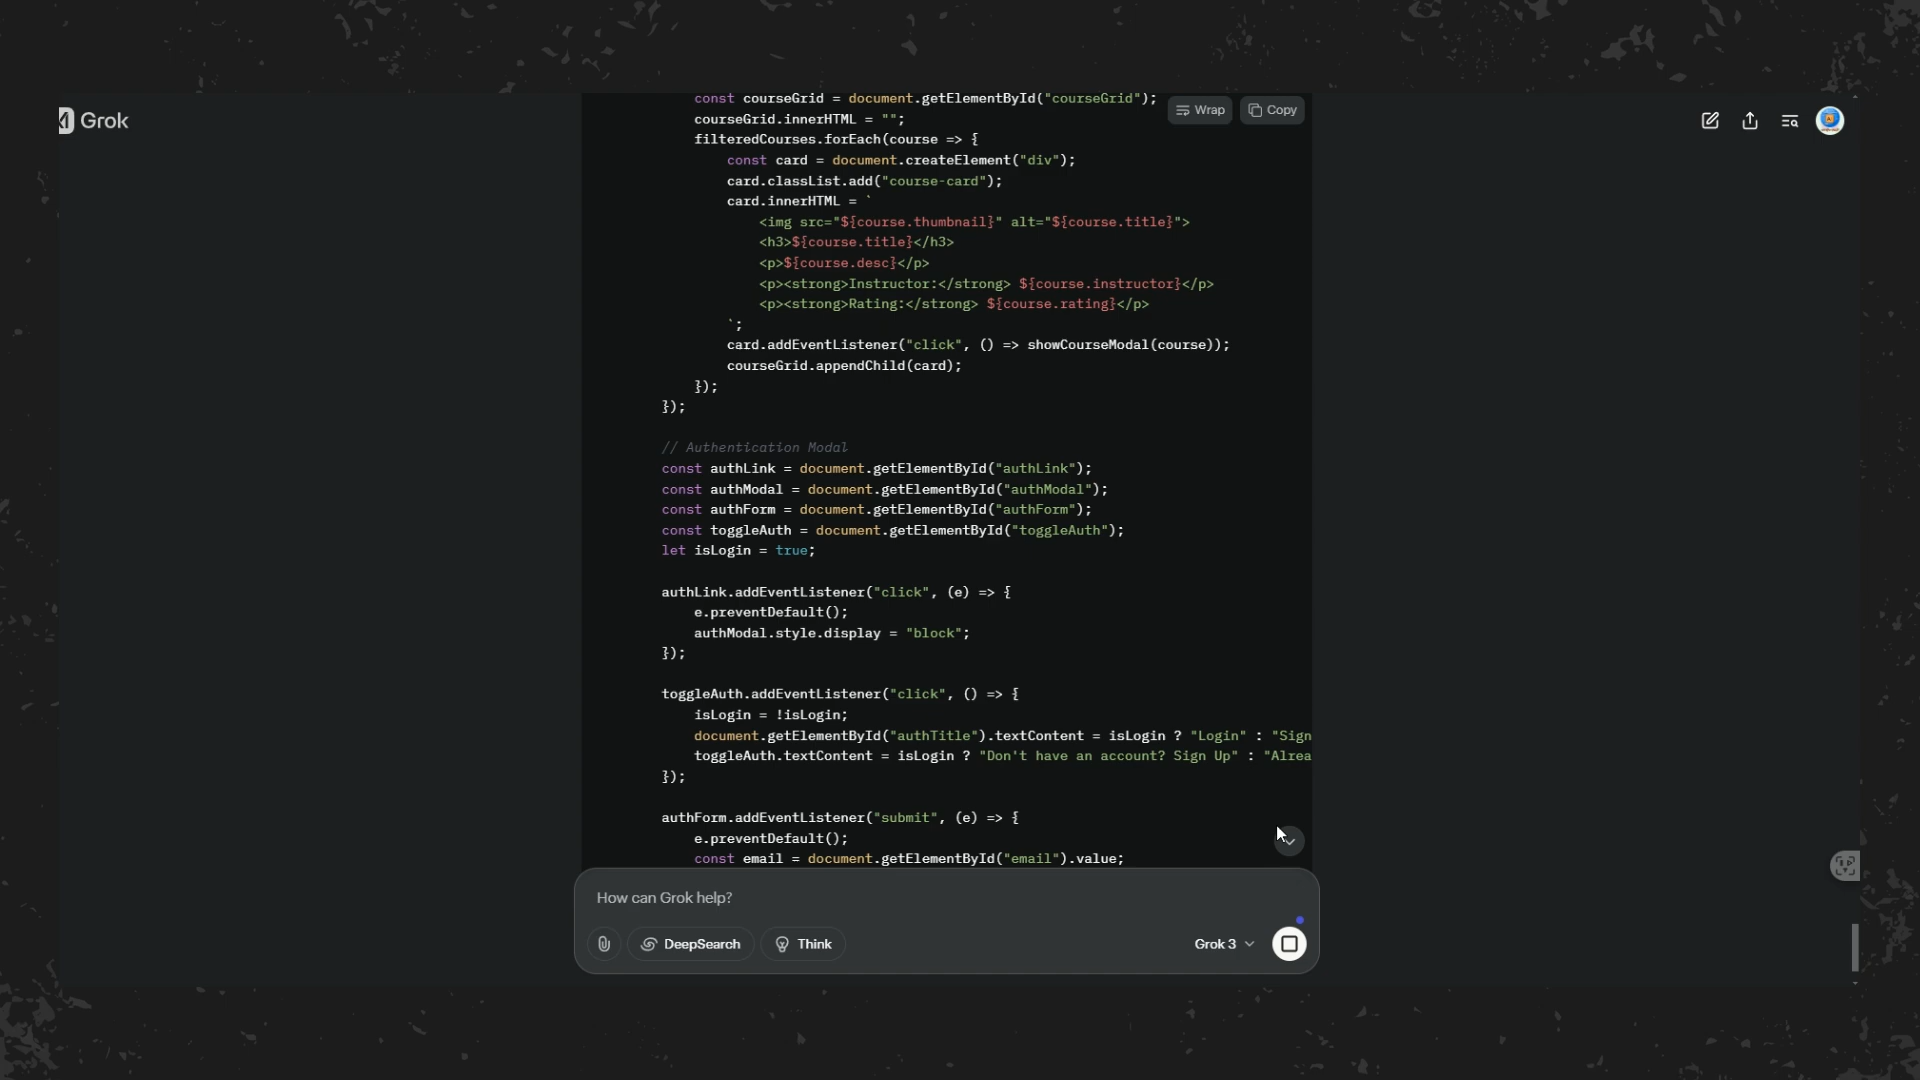 Grok
const courseGrid = document.getElementById("courseGrid");
Wrap
Copy
courseGrid.innerHTML = "";
filteredCourses.forEach(course => {
const card = document.createElement("div");
card.classList.add("course-card");
card.innerHTML = `
<img src="${course.thumbnail}" alt="${course.title}">
<h3>${course.title}</h3>
<p>${course.desc}</p>
<p><strong>Instructor:</strong> ${course.instructor}</p>
<p><strong>Rating:</strong> ${course.rating}</p>
`;
card.addEventListener("click", () => showCourseModal(course));
courseGrid.appendChild(card);
});
});
// Authentication Modal
const authLink = document.getElementById("authLink");
const authModal = document.getElementById("authModal");
const authForm = document.getElementById("authForm");
const toggleAuth = document.getElementById("toggleAuth");
let isLogin = true;
authLink.addEventListener("click", (e) => {
e.preventDefault();
authModal.style.display = "block";
});
toggleAuth.addEventListener("click", () => {
isLogin = !isLogin;
document.getElementById("authTitle").textContent = isLogin ? "Login" : "Sign
toggleAuth.textContent = isLogin ? "Don't have an account? Sign Up" : "Alrea
});
authForm.addEventListener("submit", (e) => {
e.preventDefault();
const email = document.getElementById("email").value;
How can Grok help?
DeepSearch
Think
Grok 3